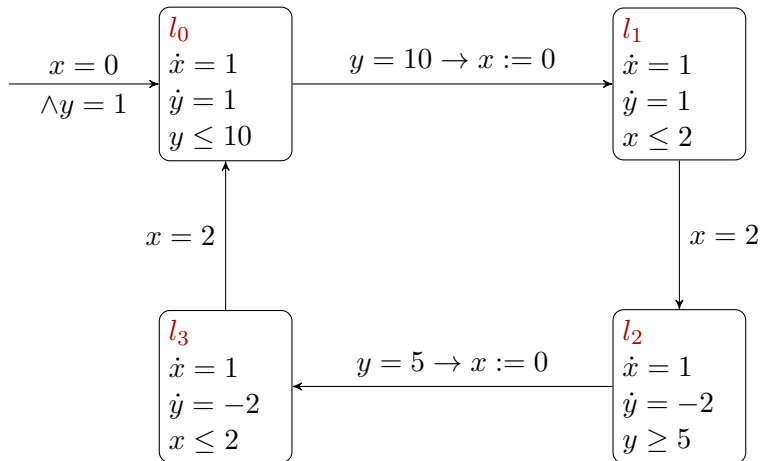 x = 0
∧y = 1
l₀
ẋ = 1
ẏ = 1
y ≤ 10
y = 10 → x := 0
l₁
ẋ = 1
ẏ = 1
x ≤ 2
x = 2
x = 2
l₃
ẋ = 1
ẏ = −2
x ≤ 2
y = 5 → x := 0
l₂
ẋ = 1
ẏ = −2
y ≥ 5